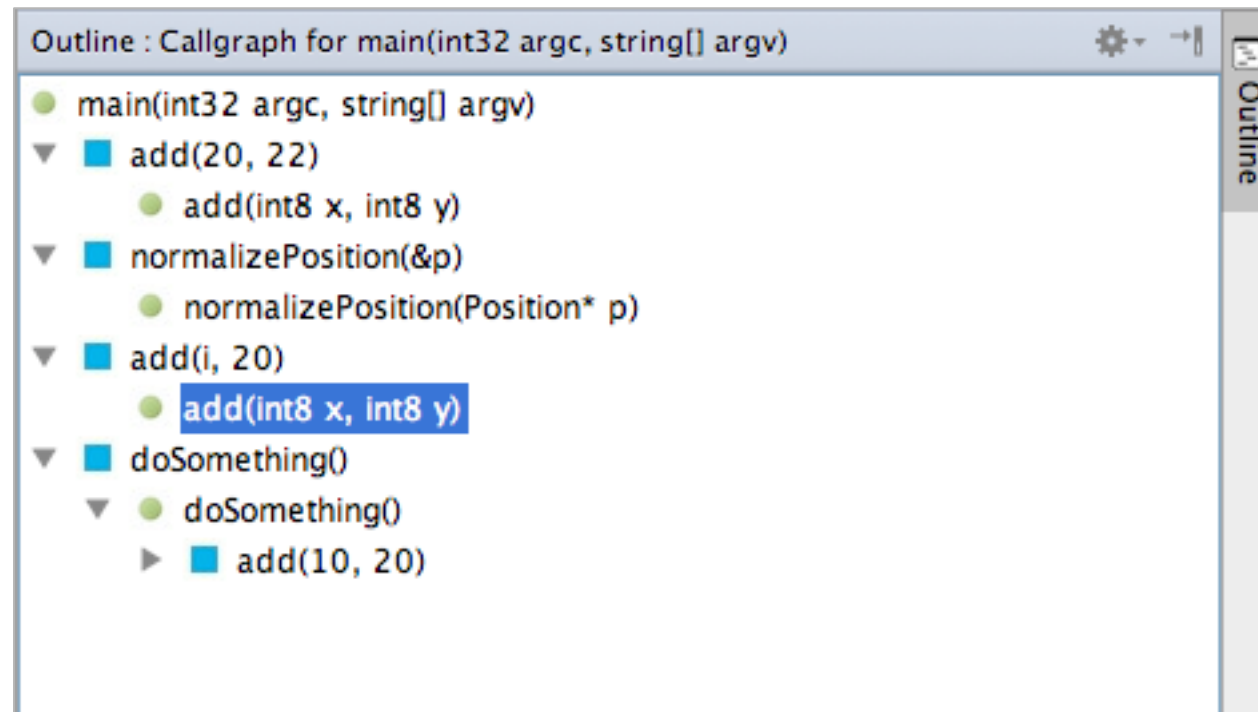 Outline : Callgraph for main(int32 argc, string[] argv)
Outline
main(int32 argc, string[] argv)
add(20, 22)
add(int8 x, int8 y)
normalizePosition(&p)
normalizePosition(Position* p)
add(i, 20)
add(int8 x, int8 y)
doSomething()
doSomething()
add(10, 20)